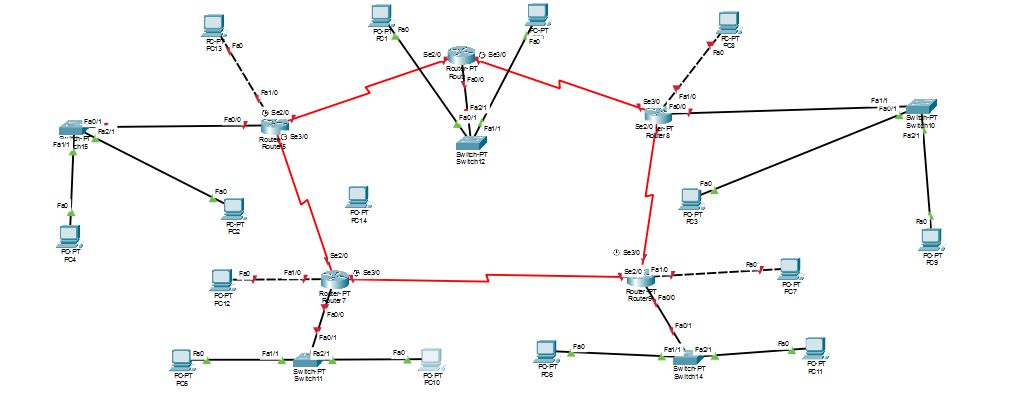 PC-PT
PC13
Fa0
PC-PT
PC1
Fa0
PC-PT
Fa0
PC-PT
PC8
Fa0
Se2/0
Se3/0
Router-PT
Fa0/0
Fa1/0
Se2/0
Fa0/0
Se3/0
Fa0/1
Fa2/1
Fa1/1
Fa2/1
Fa0/1
Fa1/1
Switch-PT
Switch12
Se3/0
Fa1/0
Fa0/0
Se2/0
Router8
Fa1/1
Fa0/1
Switch-PT
Switch10
Fa2/1
Fa0
PC-PT
PC4
Fa0
PC-PT
PC2
PC-PT
PC14
Fa0
PC-PT
PC3
Fa0
PC-PT
PC9
Fa0
PC-PT
PC12
Fa1/0
Se2/0
Se3/0
Router-PT
Router7
Fa0/0
Se3/0
Se2/0
Fa1/0
Router-PT
Fa0/0
Fa0
PC-PT
PC7
Fa0/1
Fa0
PC-PT
Fa1/1
Fa2/1
Switch-PT
Switch11
Fa0
PC-PT
PC10
Fa0
PC-PT
PC6
Fa0/1
Fa1/1
Fa2/1
Switch-PT
Switch14
Fa0
PC-PT
PC11